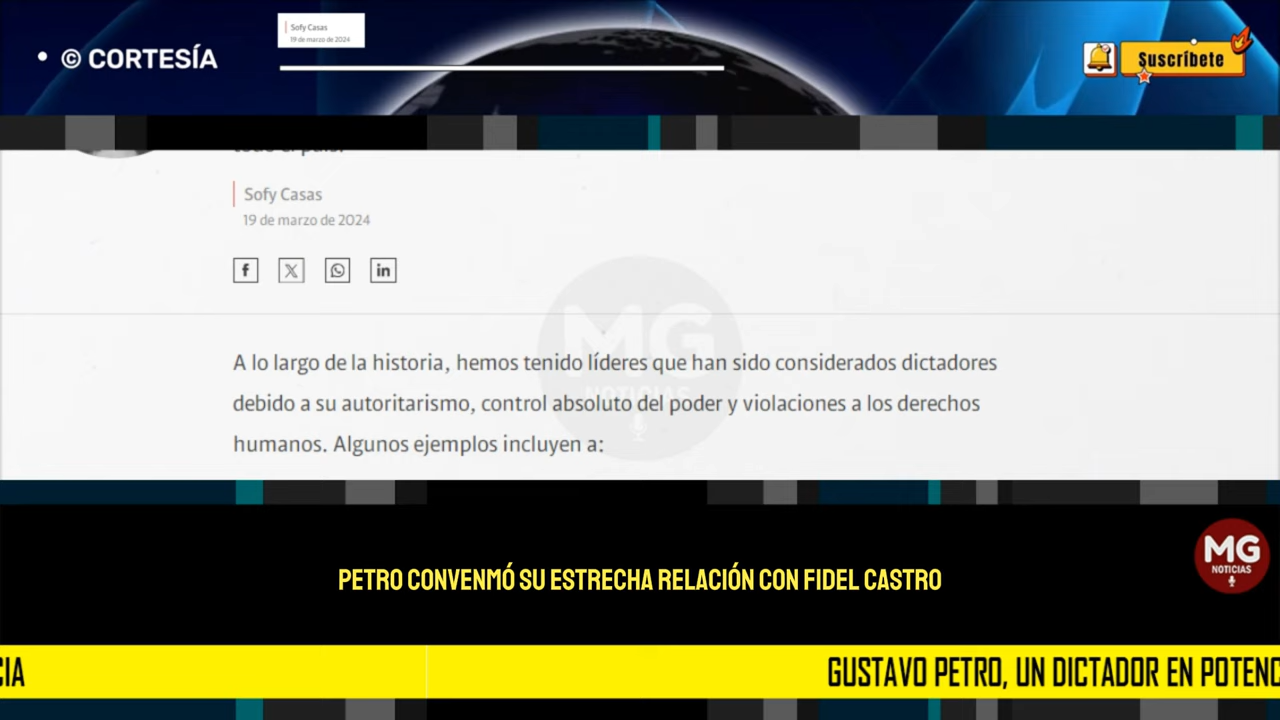 Sofy Casas
19 de marzo de 2024
• © CORTESÍA
Suscríbete
todo el país.
Sofy Casas
19 de marzo de 2024
MG
NOTICIAS
A lo largo de la historia, hemos tenido líderes que han sido considerados dictadores
debido a su autoritarismo, control absoluto del poder y violaciones a los derechos
humanos. Algunos ejemplos incluyen a:
MG
NOTICIAS
PETRO CONVENMÓ SU ESTRECHA RELACIÓN CON FIDEL CASTRO
CIA
GUSTAVO PETRO, UN DICTADOR EN POTENC